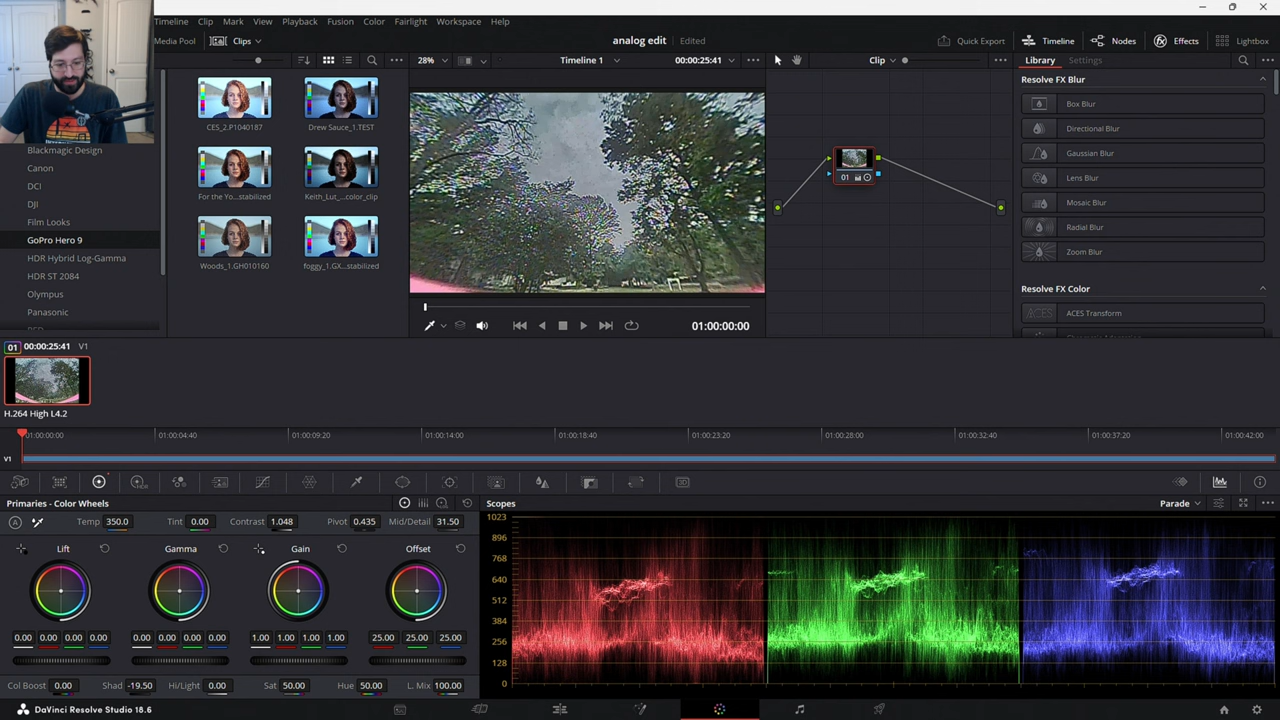 Timeline Clip Mark View Playback Fusion Color Fairlight Workspace Help
Media Pool Clips analog edit Edited Quick Export Timeline Nodes Effects Lightbox
28% Timeline 1 00:00:25:41 Clip Library Settings
Resolve FX Blur
Box Blur
Directional Blur
Gaussian Blur
Lens Blur
Mosaic Blur
Radial Blur
Zoom Blur
Resolve FX Color
ACES Transform
CES_2.P1040187 Drew Sauce_1.TEST
For the Yo...stabilized Keith_Lut_...color_clip
Woods_1.GH010160 foggy_1.GX...stabilized
Blackmagic Design
Canon
DCI
DJI
Film Looks
GoPro Hero 9
HDR Hybrid Log-Gamma
HDR ST 2084
Olympus
Panasonic
01
01:00:00:00
01 00:00:25:41 V1
H.264 High L4.2
01:00:00:00 01:00:04:40 01:00:09:20 01:00:14:00 01:00:18:40 01:00:23:20 01:00:28:00 01:00:32:40 01:00:37:20 01:00:42:00
V1
Primaries - Color Wheels
Temp 350.0 Tint 0.00 Contrast 1.048 Pivot 0.435 Mid/Detail 31.50
Lift Gamma Gain Offset
0.00 0.00 0.00 0.00 0.00 0.00 0.00 0.00 1.00 1.00 1.00 1.00 25.00 25.00 25.00
Col Boost 0.00 Shad -19.50 Hi/Light 0.00 Sat 50.00 Hue 50.00 L. Mix 100.00
Scopes Parade
1023
896
768
640
512
384
256
128
0
DaVinci Resolve Studio 18.6